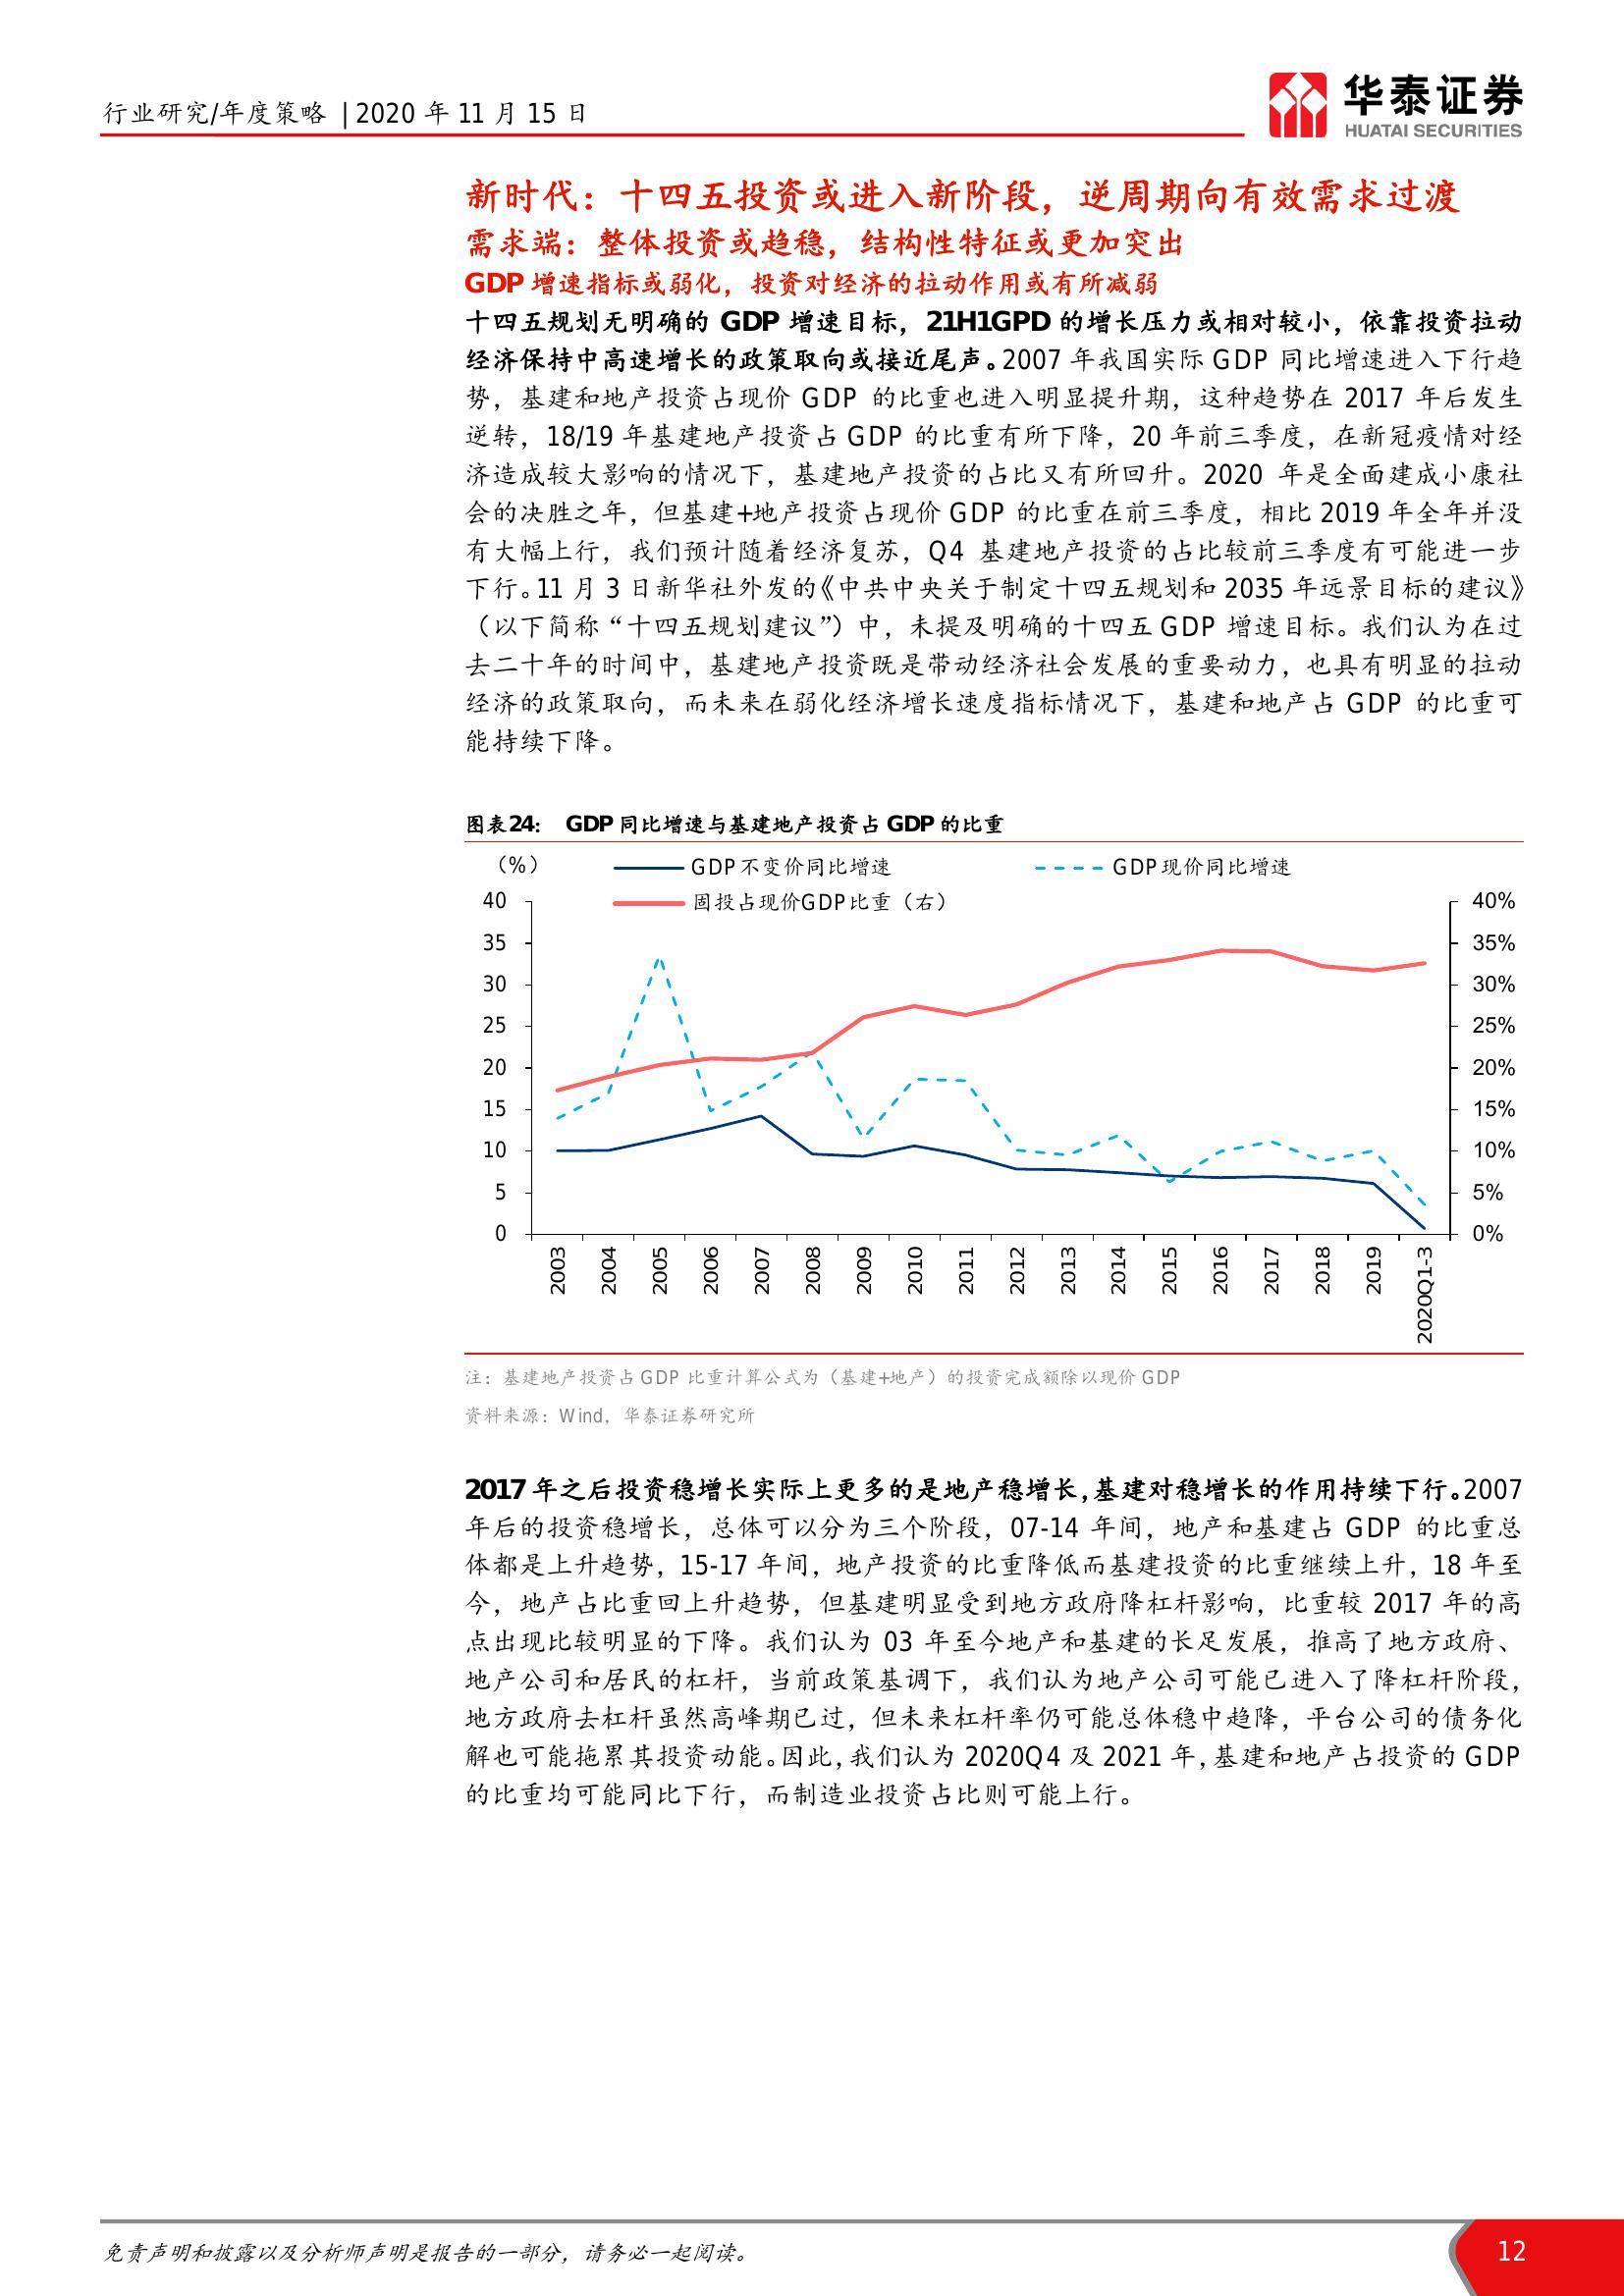 行业研究/年度策略 | 2020 年 11 月 15 日
华泰证券
HUATAI SECURITIES
新时代：十四五投资或进入新阶段，逆周期向有效需求过渡
需求端：整体投资或趋稳，结构性特征或更加突出
GDP 增速指标或弱化，投资对经济的拉动作用或有所减弱
十四五规划无明确的 GDP 增速目标，21H1GPD 的增长压力或相对较小，依靠投资拉动
经济保持中高速增长的政策取向或接近尾声。2007 年我国实际 GDP 同比增速进入下行趋
势，基建和地产投资占现价 GDP 的比重也进入明显提升期，这种趋势在 2017 年后发生
逆转，18/19 年基建地产投资占 GDP 的比重有所下降，20 年前三季度，在新冠疫情对经
济造成较大影响的情况下，基建地产投资的占比又有所回升。2020 年是全面建成小康社
会的决胜之年，但基建+地产投资占现价 GDP 的比重在前三季度，相比 2019 年全年并没
有大幅上行，我们预计随着经济复苏，Q4 基建地产投资的占比较前三季度有可能进一步
下行。11 月 3 日新华社外发的《中共中央关于制定十四五规划和 2035 年远景目标的建议》
（以下简称“十四五规划建议”）中，未提及明确的十四五 GDP 增速目标。我们认为在过
去二十年的时间中，基建地产投资既是带动经济社会发展的重要动力，也具有明显的拉动
经济的政策取向，而未来在弱化经济增长速度指标情况下，基建和地产占 GDP 的比重可
能持续下降。
图表24： GDP 同比增速与基建地产投资占 GDP 的比重
（%）
GDP不变价同比增速
GDP现价同比增速
固投占现价GDP比重（右）
40
35
30
25
20
15
10
5
0
40%
35%
30%
25%
20%
15%
10%
5%
0%
2003
2004
2005
2006
2007
2008
2009
2010
2011
2012
2013
2014
2015
2016
2017
2018
2019
2020Q1-3
注：基建地产投资占 GDP 比重计算公式为（基建+地产）的投资完成额除以现价 GDP
资料来源：Wind，华泰证券研究所
2017 年之后投资稳增长实际上更多的是地产稳增长，基建对稳增长的作用持续下行。2007
年后的投资稳增长，总体可以分为三个阶段，07-14 年间，地产和基建占 GDP 的比重总
体都是上升趋势，15-17 年间，地产投资的比重降低而基建投资的比重继续上升，18 年至
今，地产占比重回上升趋势，但基建明显受到地方政府降杠杆影响，比重较 2017 年的高
点出现比较明显的下降。我们认为 03 年至今地产和基建的长足发展，推高了地方政府、
地产公司和居民的杠杆，当前政策基调下，我们认为地产公司可能已进入了降杠杆阶段，
地方政府去杠杆虽然高峰期已过，但未来杠杆率仍可能总体稳中趋降，平台公司的债务化
解也可能拖累其投资动能。因此，我们认为 2020Q4 及 2021 年，基建和地产占投资的 GDP
的比重均可能同比下行，而制造业投资占比则可能上行。
免责声明和披露以及分析师声明是报告的一部分，请务必一起阅读。
12